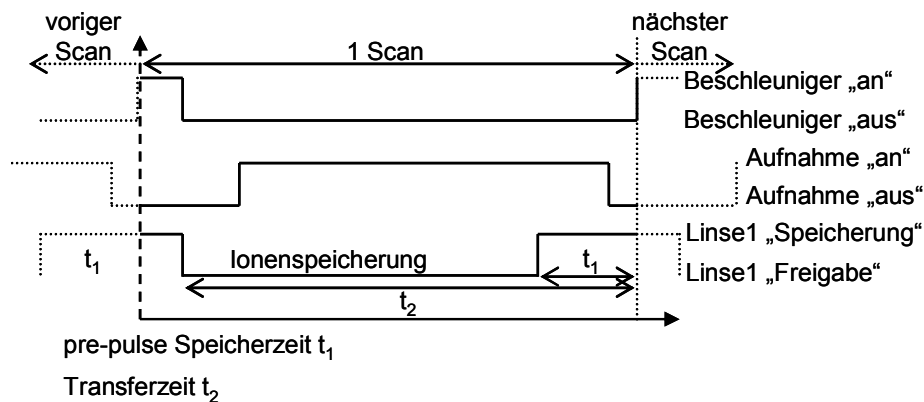 voriger
Scan
1 Scan
nächster
Scan
Beschleuniger „an“
Beschleuniger „aus“
Aufnahme „an“
Aufnahme „aus“
Linse1 „Speicherung“
t1
Ionenspeicherung
t1
Linse1 „Freigabe“
t2
pre-pulse Speicherzeit t1
Transferzeit t2